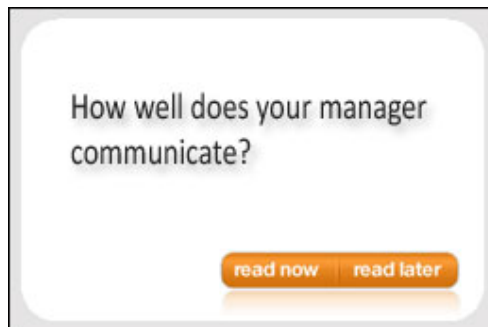 How well does your manager
communicate?
read now read later